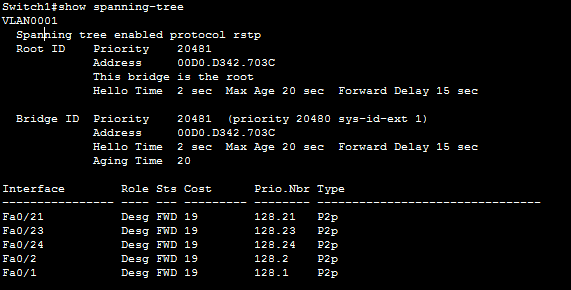 Switch1#show spanning-tree
VLAN0001
  Spanning tree enabled protocol rstp
  Root ID    Priority    20481
             Address     00D0.D342.703C
             This bridge is the root
             Hello Time  2 sec  Max Age 20 sec  Forward Delay 15 sec

  Bridge ID  Priority    20481  (priority 20480 sys-id-ext 1)
             Address     00D0.D342.703C
             Hello Time  2 sec  Max Age 20 sec  Forward Delay 15 sec
             Aging Time  20

Interface        Role Sts Cost      Prio.Nbr Type
---------------- ---- --- --------- -------- --------------------------------
Fa0/21           Desg FWD 19        128.21   P2p
Fa0/23           Desg FWD 19        128.23   P2p
Fa0/24           Desg FWD 19        128.24   P2p
Fa0/2            Desg FWD 19        128.2    P2p
Fa0/1            Desg FWD 19        128.1    P2p